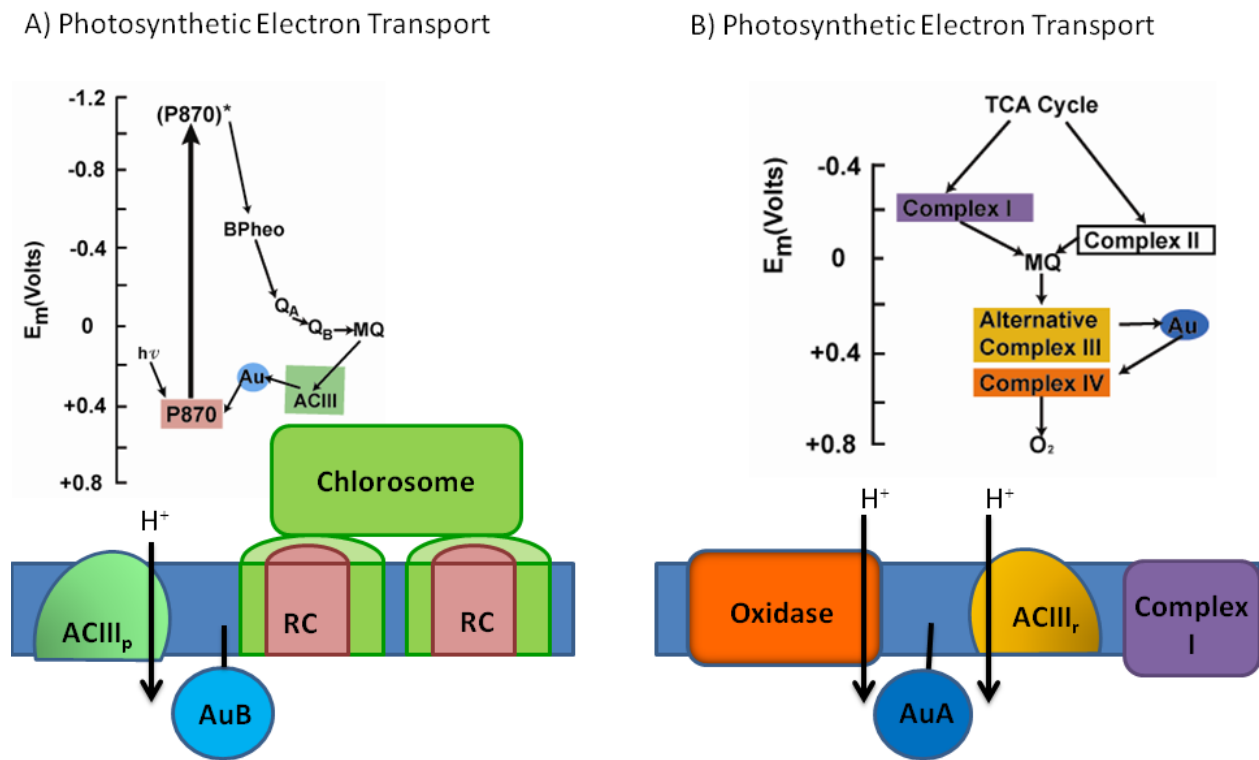 A) Photosynthetic Electron Transport
B) Photosynthetic Electron Transport
-1.2
-0.8
-0.4
0
+0.4
+0.8
Em(Volts)
(P870)*
BPheo
QA
QB
MQ
hν
Au
ACIII
P870
TCA Cycle
-0.4
0
+0.4
+0.8
Em(Volts)
Complex I
Complex II
MQ
Alternative
Complex III
Au
Complex IV
O₂
Chlorosome
H⁺
ACIIIp
RC
RC
AuB
H⁺
H⁺
Oxidase
ACIIIr
Complex
I
AuA